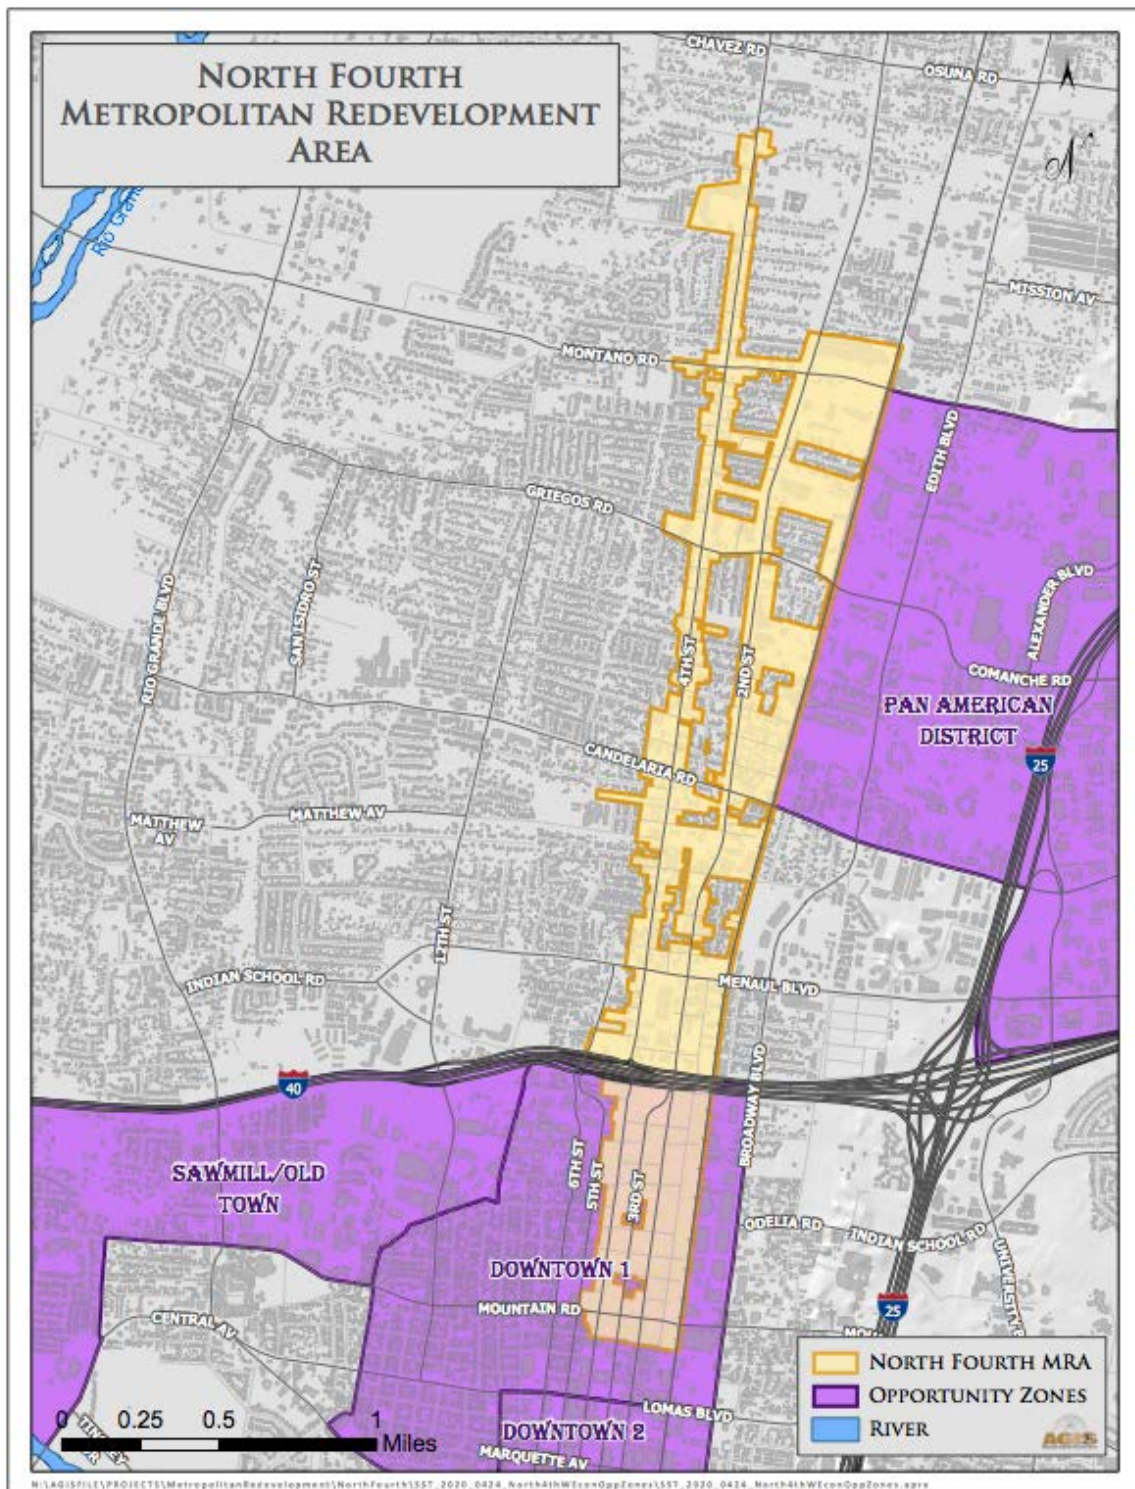 NORTH FOURTH
METROPOLITAN REDEVELOPMENT
AREA
CHAVEZ RD
OSUNA RD
MISSION AV
MONTANO RD
EDITH BLVD
GRIEGOS RD
RIO GRANDE BLVD
SAN ISIDRO ST
ALEXANDER BLVD
4TH ST
2ND ST
COMANCHE RD
PAN AMERICAN
DISTRICT
25
CANDELARIA RD
MATTHEW
AV
MATTHEW AV
12TH ST
INDIAN SCHOOL RD
MENAUL BLVD
40
BROADWAY BLVD
SAWMILL/OLD
TOWN
6TH ST
5TH ST
3RD ST
ODELIA RD
INDIAN SCHOOL RD
DOWNTOWN 1
MOUNTAIN RD
25
CENTRAL AV
NORTH FOURTH MRA
OPPORTUNITY ZONES
RIVER
AGIS
LOMAS BLVD
DOWNTOWN 2
MARQUETTE AV
0 0.25 0.5 1
Miles